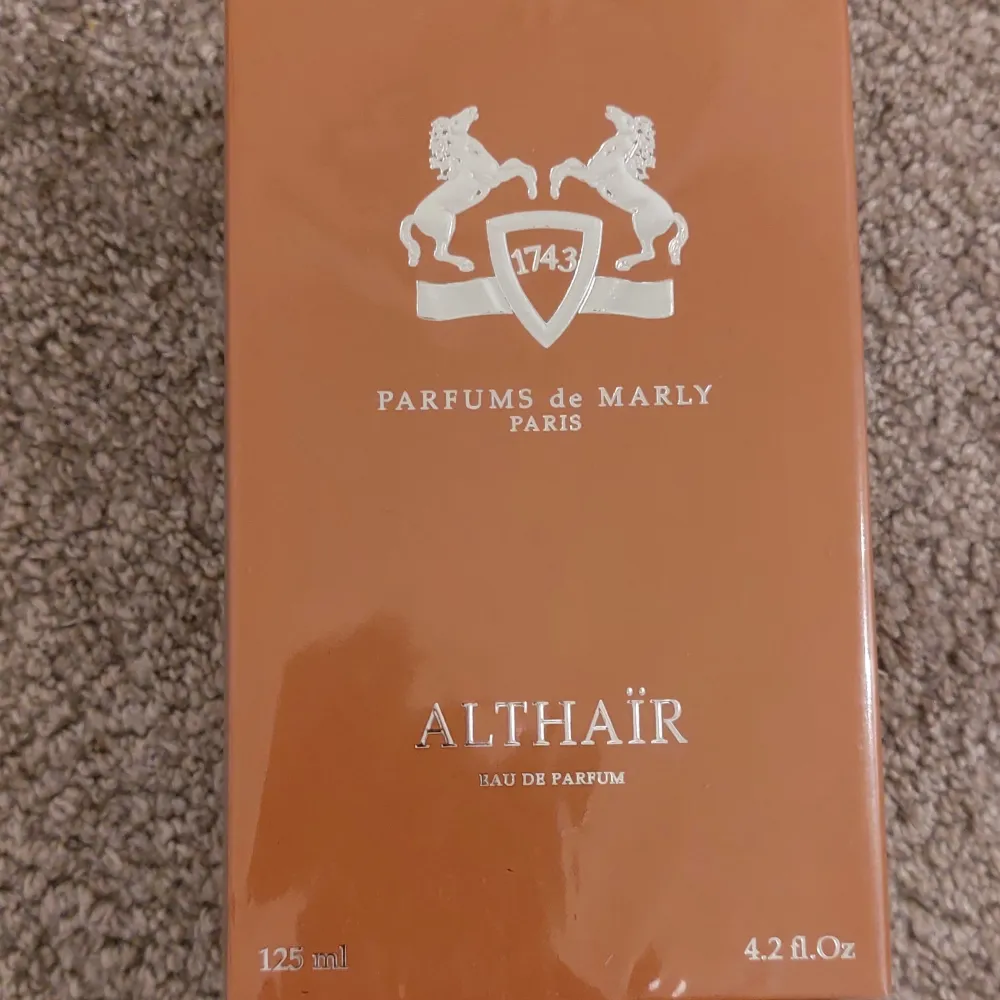 1743
PARFUMS de MARLY
PARIS
ALTHAÏR
EAU DE PARFUM
125 ml
4.2 fl.Oz